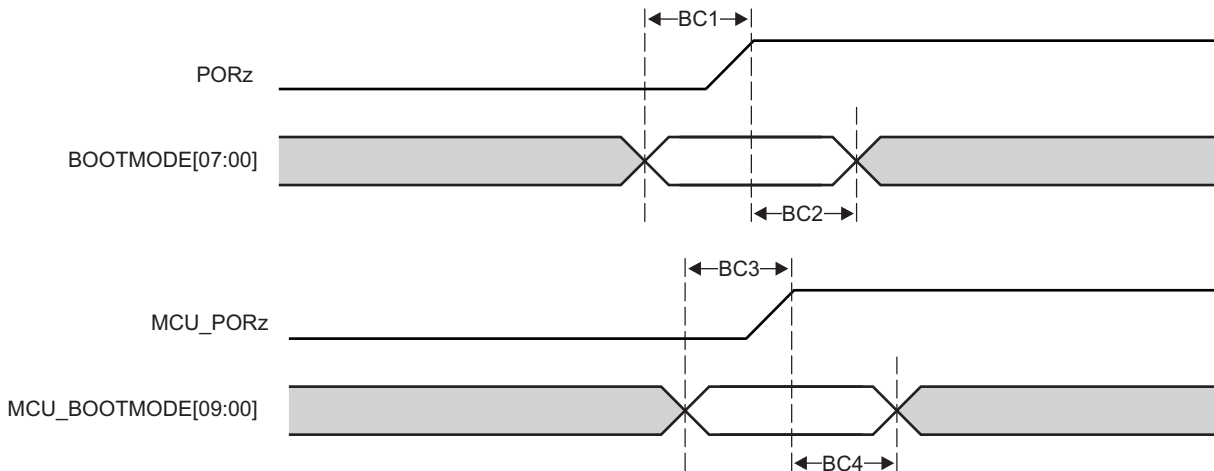 BC1
PORz
BOOTMODE[07:00]
BC2
BC3
MCU_PORz
MCU_BOOTMODE[09:00]
BC4